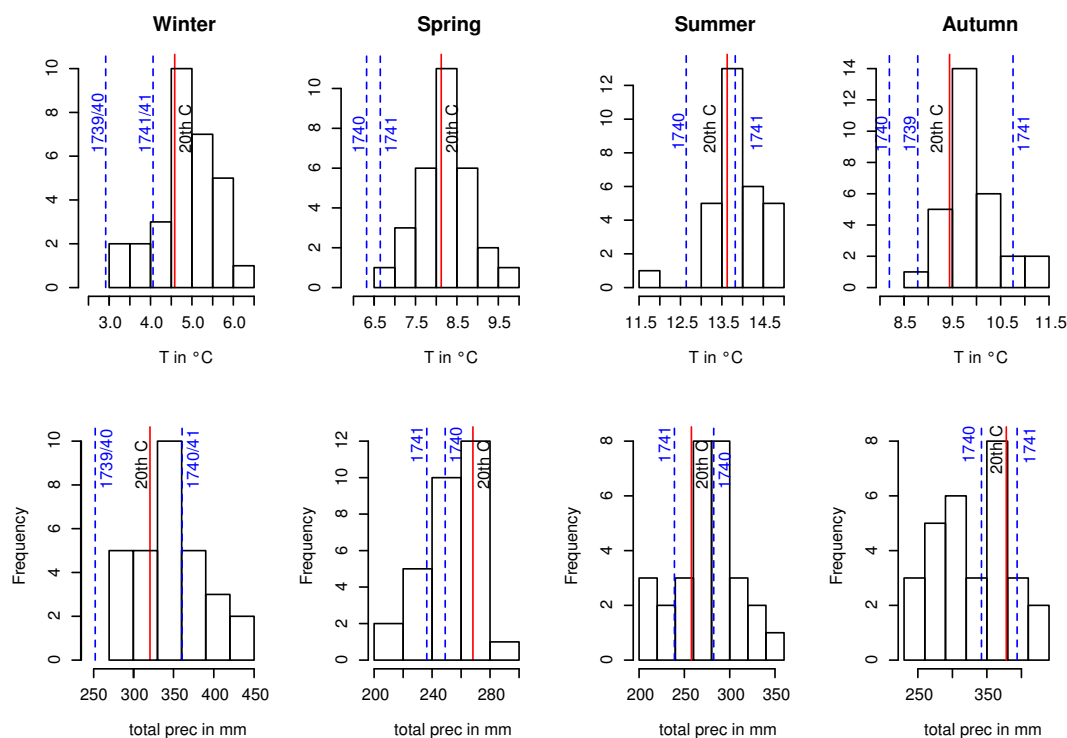 Winter
Spring
Summer
Autumn
10
8
6
4
2
0
1739/40
1741/41
20th C
3.0 4.0 5.0 6.0
T in °C
10
8
6
4
2
0
1740
1741
20th C
6.5 7.5 8.5 9.5
T in °C
12
10
8
6
4
2
0
1740
20th C
1741
11.5 12.5 13.5 14.5
T in °C
14
12
10
8
6
4
2
0
1740
1739
20th C
1741
8.5 9.5 10.5 11.5
T in °C
Frequency
10
8
6
4
2
0
1739/40
20th C
1740/41
250 350 400 450
total prec in mm
Frequency
12
10
8
6
4
2
0
1741
1740
20th C
200 240 280
total prec in mm
Frequency
8
6
4
2
0
1741
20th C
1740
200 250 300 350
total prec in mm
Frequency
8
6
4
2
0
1740
20th C
1741
250 350
total prec in mm